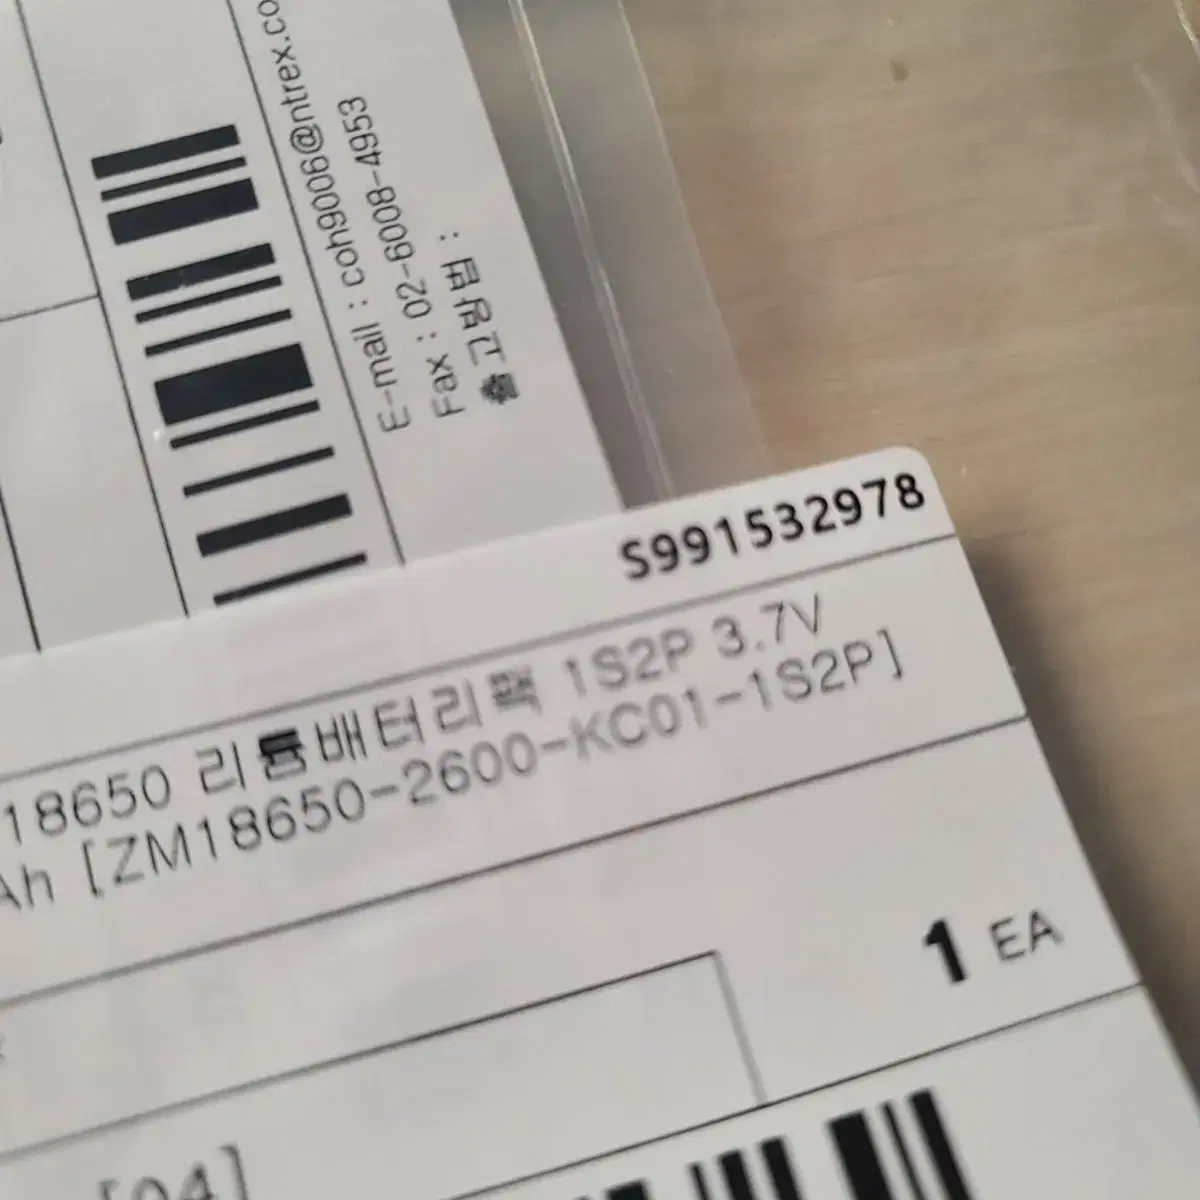 E-mail : coh9006@ntrex.co
Fax : 02-6008-4953
출고방법 :
S991532978
18650 리튬배터리팩 1S2P 3.7V
Ah [ZM18650-2600-KC01-1S2P]
1 EA
[04]